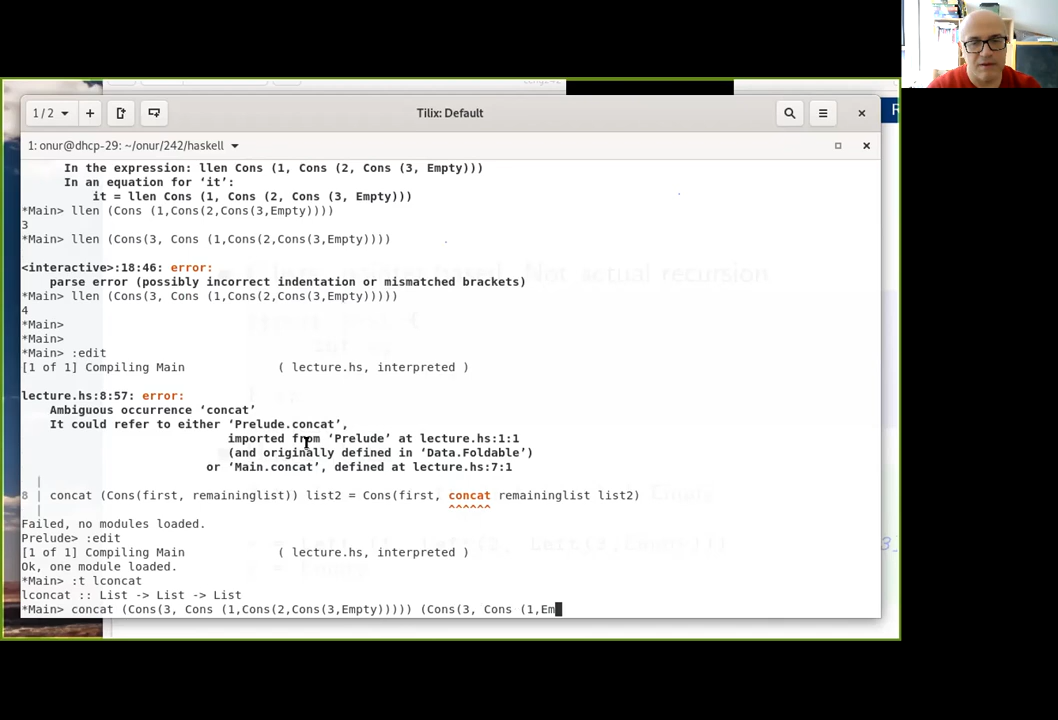 1 / 2
Tilix: Default
1: onur@dhcp-29: ~/onur/242/haskell
R
In the expression: llen Cons (1, Cons (2, Cons (3, Empty)))
In an equation for ‘it’:
it = llen Cons (1, Cons (2, Cons (3, Empty)))
*Main> llen (Cons (1,Cons(2,Cons(3,Empty))))
3
*Main> llen (Cons(3, Cons (1,Cons(2,Cons(3,Empty))))
<interactive>:18:46: error:
parse error (possibly incorrect indentation or mismatched brackets)
*Main> llen (Cons(3, Cons (1,Cons(2,Cons(3,Empty)))))
4
*Main>
*Main>
*Main> :edit
[1 of 1] Compiling Main ( lecture.hs, interpreted )
lecture.hs:8:57: error:
Ambiguous occurrence ‘concat’
It could refer to either ‘Prelude.concat’,
imported from ‘Prelude’ at lecture.hs:1:1
(and originally defined in ‘Data.Foldable’)
or ‘Main.concat’, defined at lecture.hs:7:1
|
8 | concat (Cons(first, remaininglist)) list2 = Cons(first, concat remaininglist list2)
| ^^^^^^
Failed, no modules loaded.
Prelude> :edit
[1 of 1] Compiling Main ( lecture.hs, interpreted )
Ok, one module loaded.
*Main> :t lconcat
lconcat :: List -> List -> List
*Main> concat (Cons(3, Cons (1,Cons(2,Cons(3,Empty))))) (Cons(3, Cons (1,Em
Not actual recursion
= Empty
3]